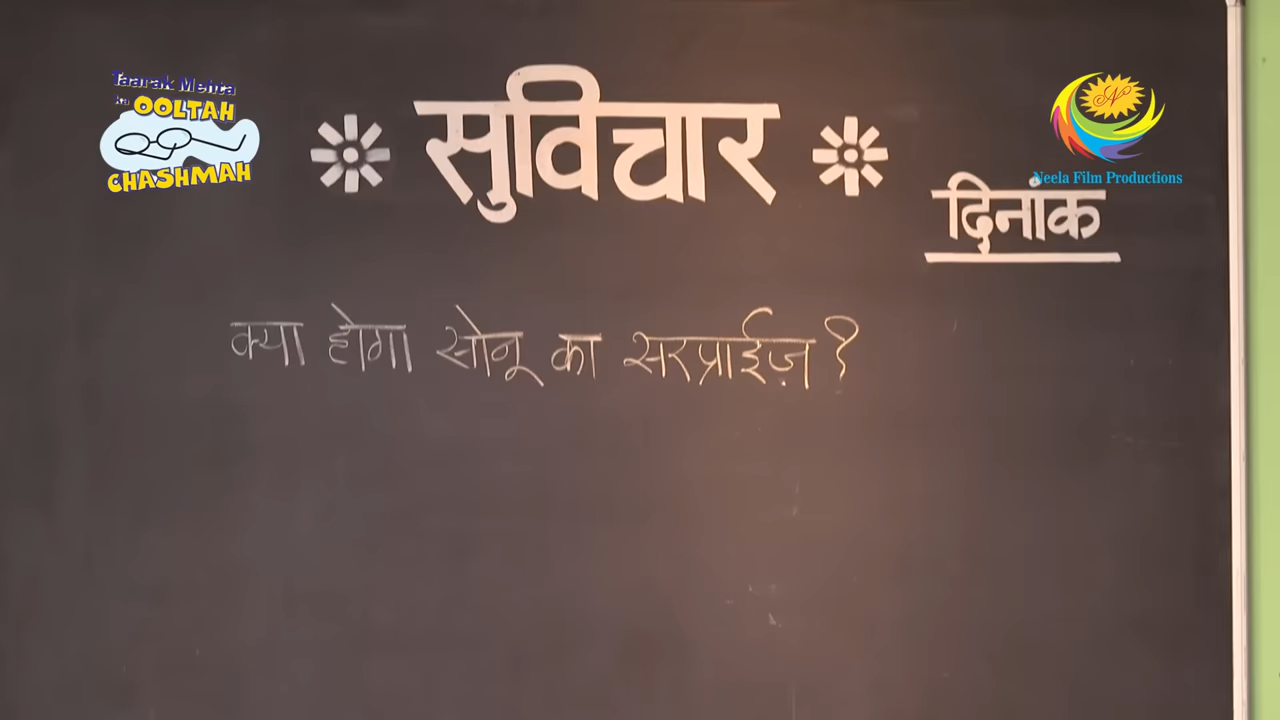 Taarak Mehta
ka OOLTAH
CHASHMAH
सुविचार
Neela Film Productions
दिनांक
क्या होगा सोनू का सरप्राईज़ ?